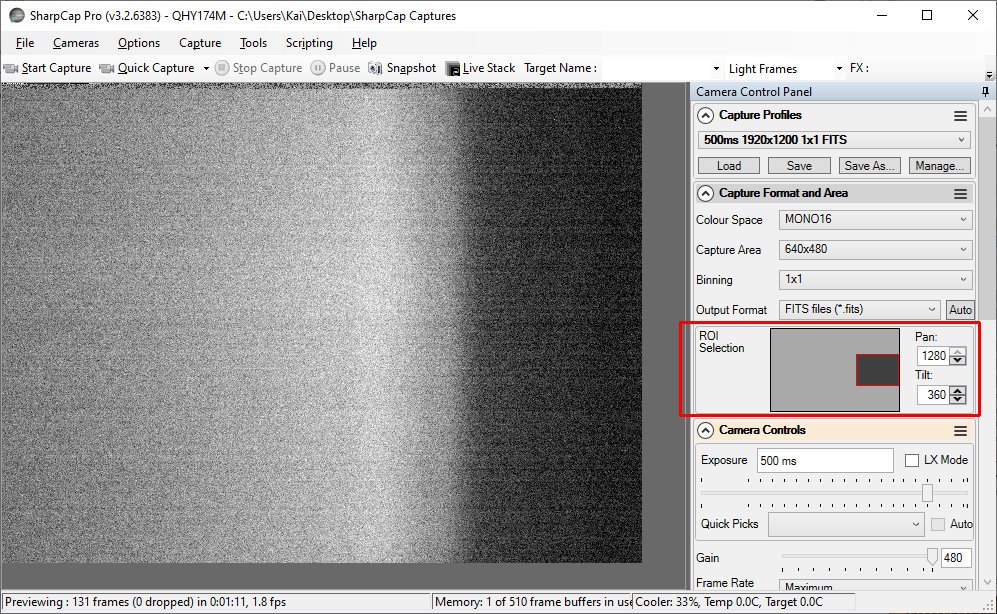 SharpCap Pro (v3.2.6383) - QHY174M - C:\Users\Kai\Desktop\SharpCap Captures
File Cameras Options Capture Tools Scripting Help
Start Capture Quick Capture Stop Capture Pause Snapshot Live Stack Target Name : Light Frames FX :
Camera Control Panel
Capture Profiles
500ms 1920x1200 1x1 FITS
Load Save Save As... Manage...
Capture Format and Area
Colour Space MONO16
Capture Area 640x480
Binning 1x1
Output Format FITS files (*.fits) Auto
ROI
Selection
Pan:
1280
Tilt:
360
Camera Controls
Exposure 500 ms LX Mode
Quick Picks Auto
Gain 480
Frame Rate Maximum
Previewing : 131 frames (0 dropped) in 0:01:11, 1.8 fps Memory: 1 of 510 frame buffers in use Cooler: 33%, Temp 0.0C, Target 0.0C